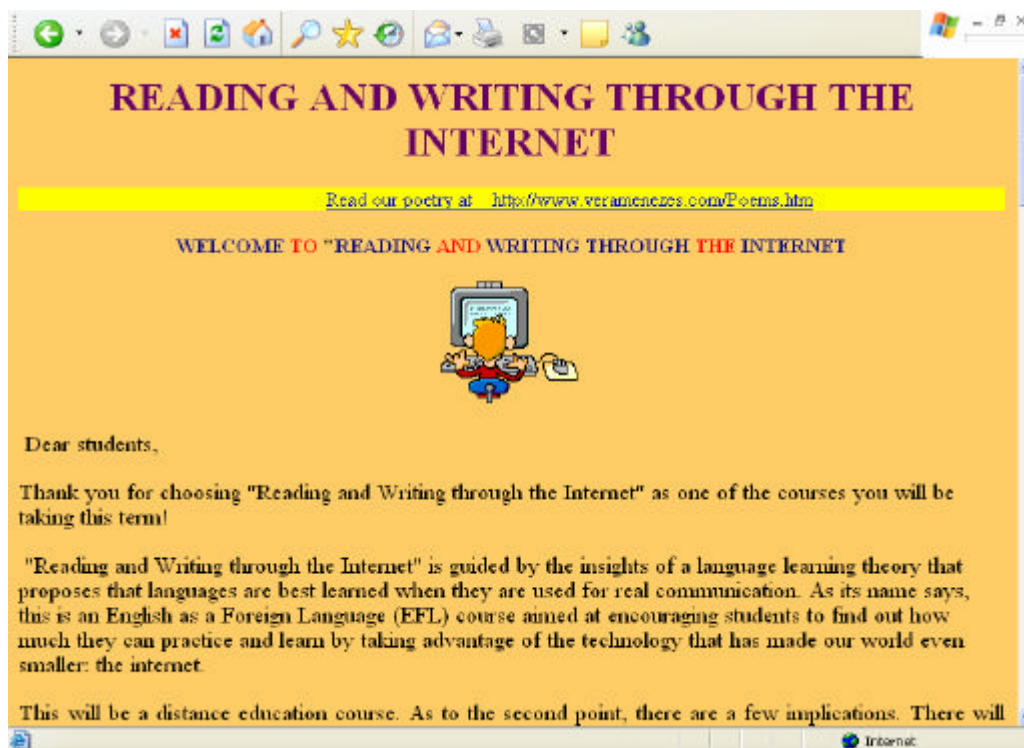 READING AND WRITING THROUGH THE
INTERNET
Read our poetry at http://www.veramenezes.com/Poems.htm
WELCOME TO "READING AND WRITING THROUGH THE INTERNET
Dear students,
Thank you for choosing "Reading and Writing through the Internet" as one of the courses you will be
taking this term!
"Reading and Writing through the Internet" is guided by the insights of a language learning theory that
proposes that languages are best learned when they are used for real communication. As its name says,
this is an English as a Foreign Language (EFL) course aimed at encouraging students to find out how
much they can practice and learn by taking advantage of the technology that has made our world even
smaller: the internet.
This will be a distance education course. As to the second point, there are a few implications. There will
Internet